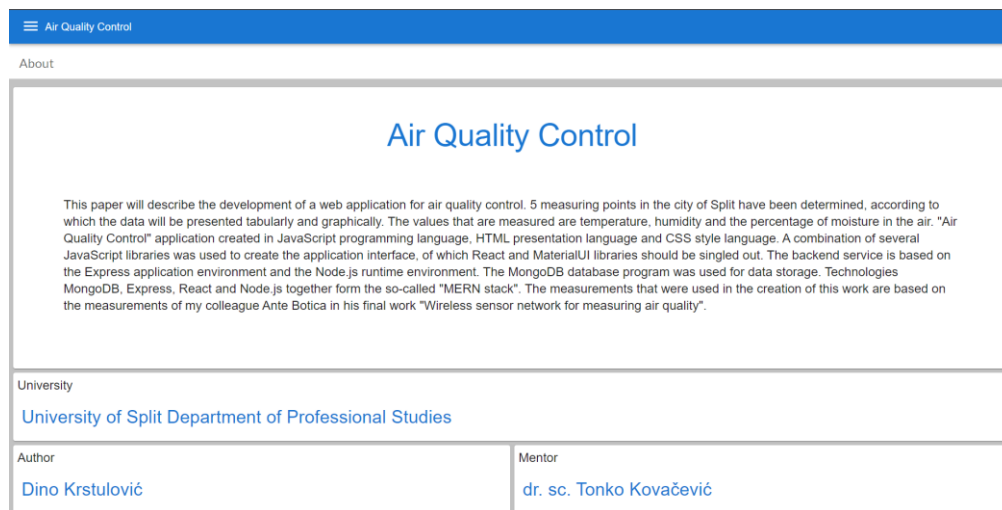 Air Quality Control
About
Air Quality Control
This paper will describe the development of a web application for air quality control. 5 measuring points in the city of Split have been determined, according to
which the data will be presented tabularly and graphically. The values that are measured are temperature, humidity and the percentage of moisture in the air. "Air
Quality Control" application created in JavaScript programming language, HTML presentation language and CSS style language. A combination of several
JavaScript libraries was used to create the application interface, of which React and MaterialUI libraries should be singled out. The backend service is based on
the Express application environment and the Node.js runtime environment. The MongoDB database program was used for data storage. Technologies
MongoDB, Express, React and Node.js together form the so-called "MERN stack". The measurements that were used in the creation of this work are based on
the measurements of my colleague Ante Botica in his final work "Wireless sensor network for measuring air quality".
University
University of Split Department of Professional Studies
Author
Dino Krstulović
Mentor
dr. sc. Tonko Kovačević